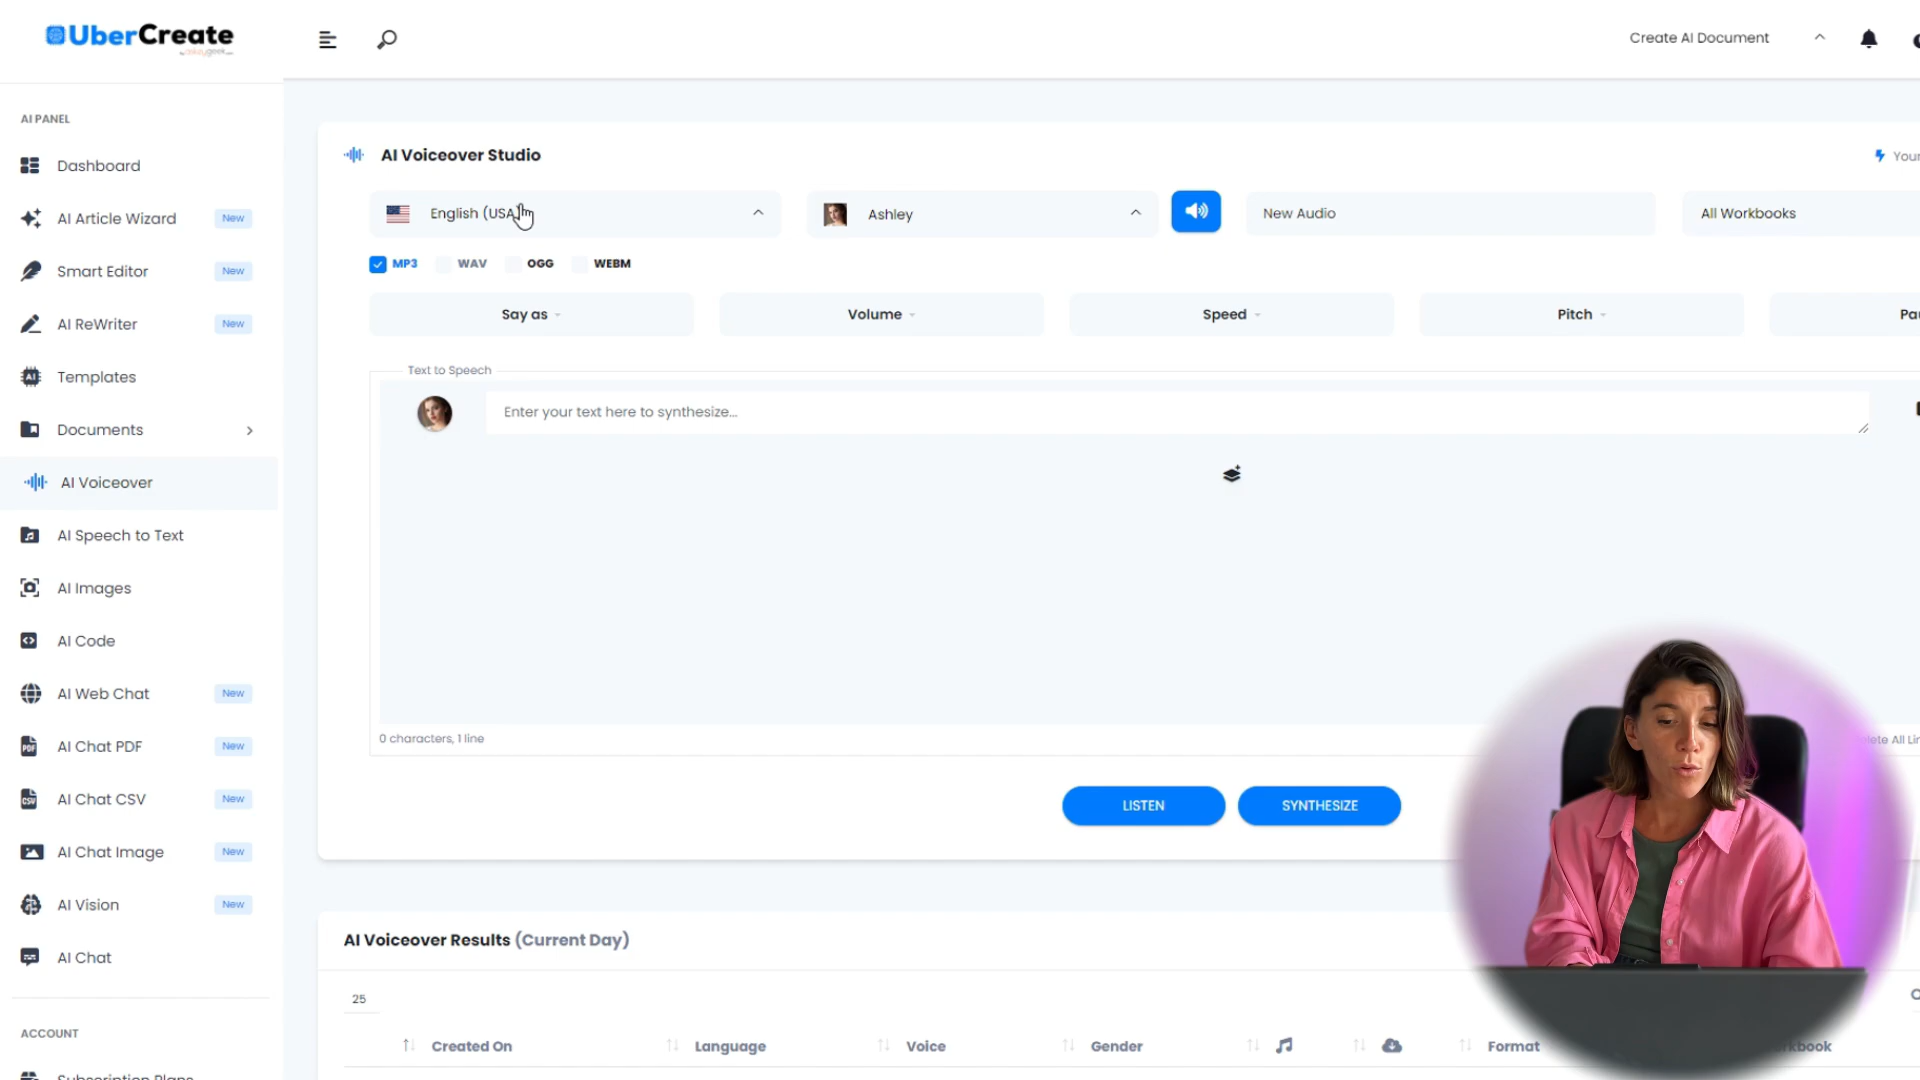 UberCreate
Create AI Document
AI PANEL
Dashboard
AI Article Wizard New
Smart Editor New
AI ReWriter New
Templates
Documents
AI Voiceover
AI Speech to Text
AI Images
AI Code
AI Web Chat New
AI Chat PDF New
AI Chat CSV New
AI Chat Image New
AI Vision New
AI Chat
ACCOUNT
Subscription Plans
AI Voiceover Studio
Your
English (USA)
Ashley
New Audio
All Workbooks
MP3 WAV OGG WEBM
Say as Volume Speed Pitch
Text to Speech
Enter your text here to synthesize...
0 characters, 1 line
LISTEN SYNTHESIZE
AI Voiceover Results (Current Day)
25
Created On Language Voice Gender Format